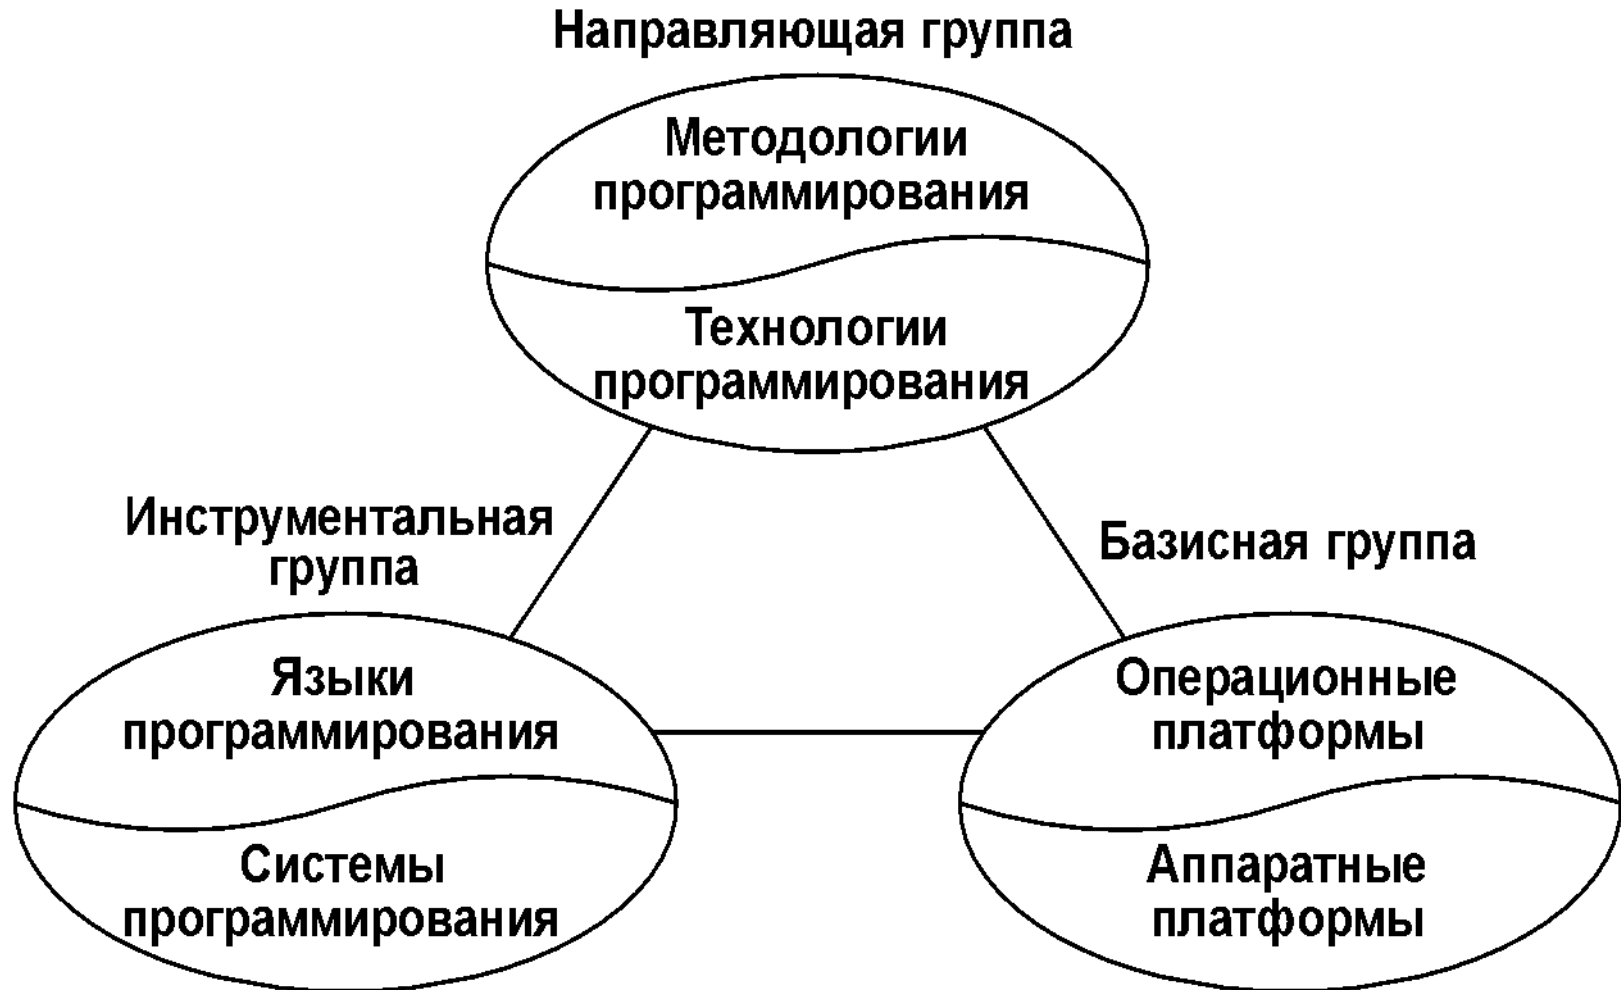 Направляющая группа
Методологии
программирования
Технологии
программирования
Инструментальная
группа
Базисная группа
Языки
программирования
Системы
программирования
Операционные
платформы
Аппаратные
платформы